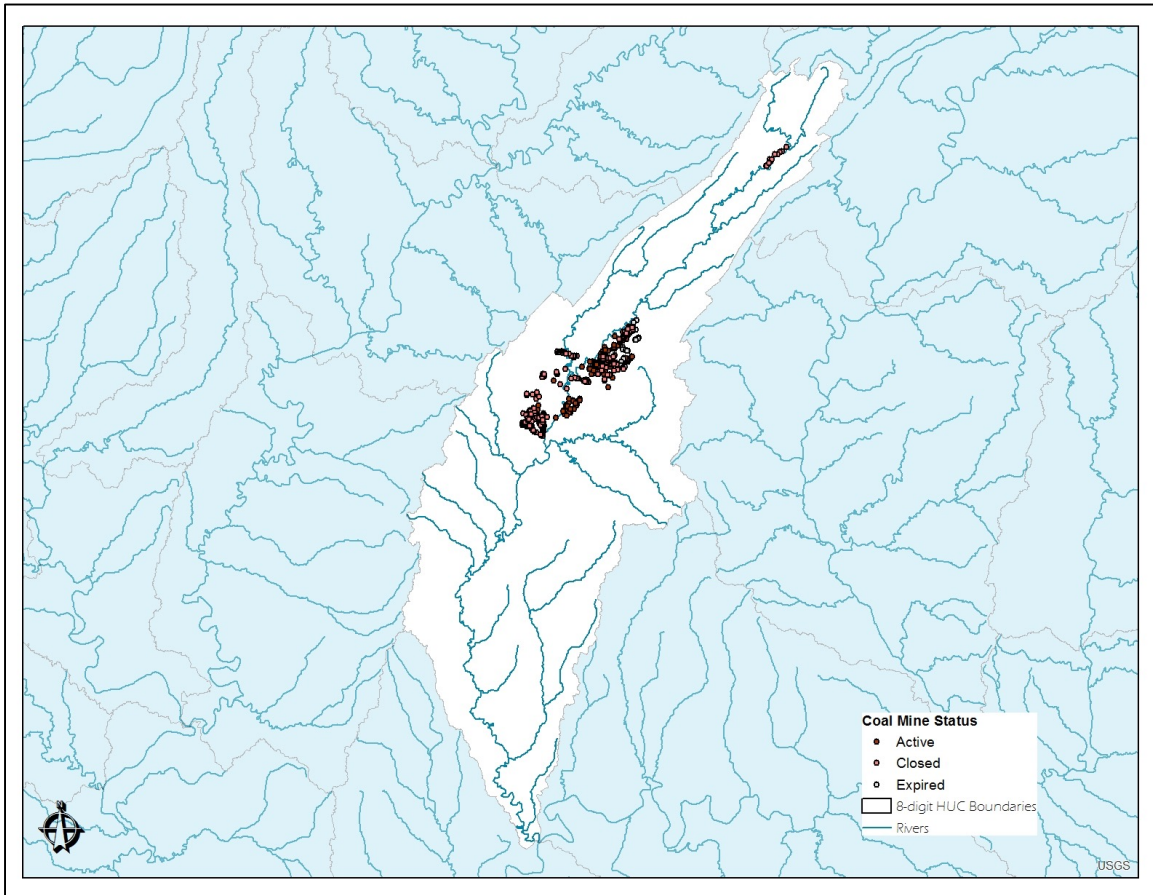 Coal Mine Status
Active
Closed
Expired
8-digit HUC Boundaries
Rivers
USGS